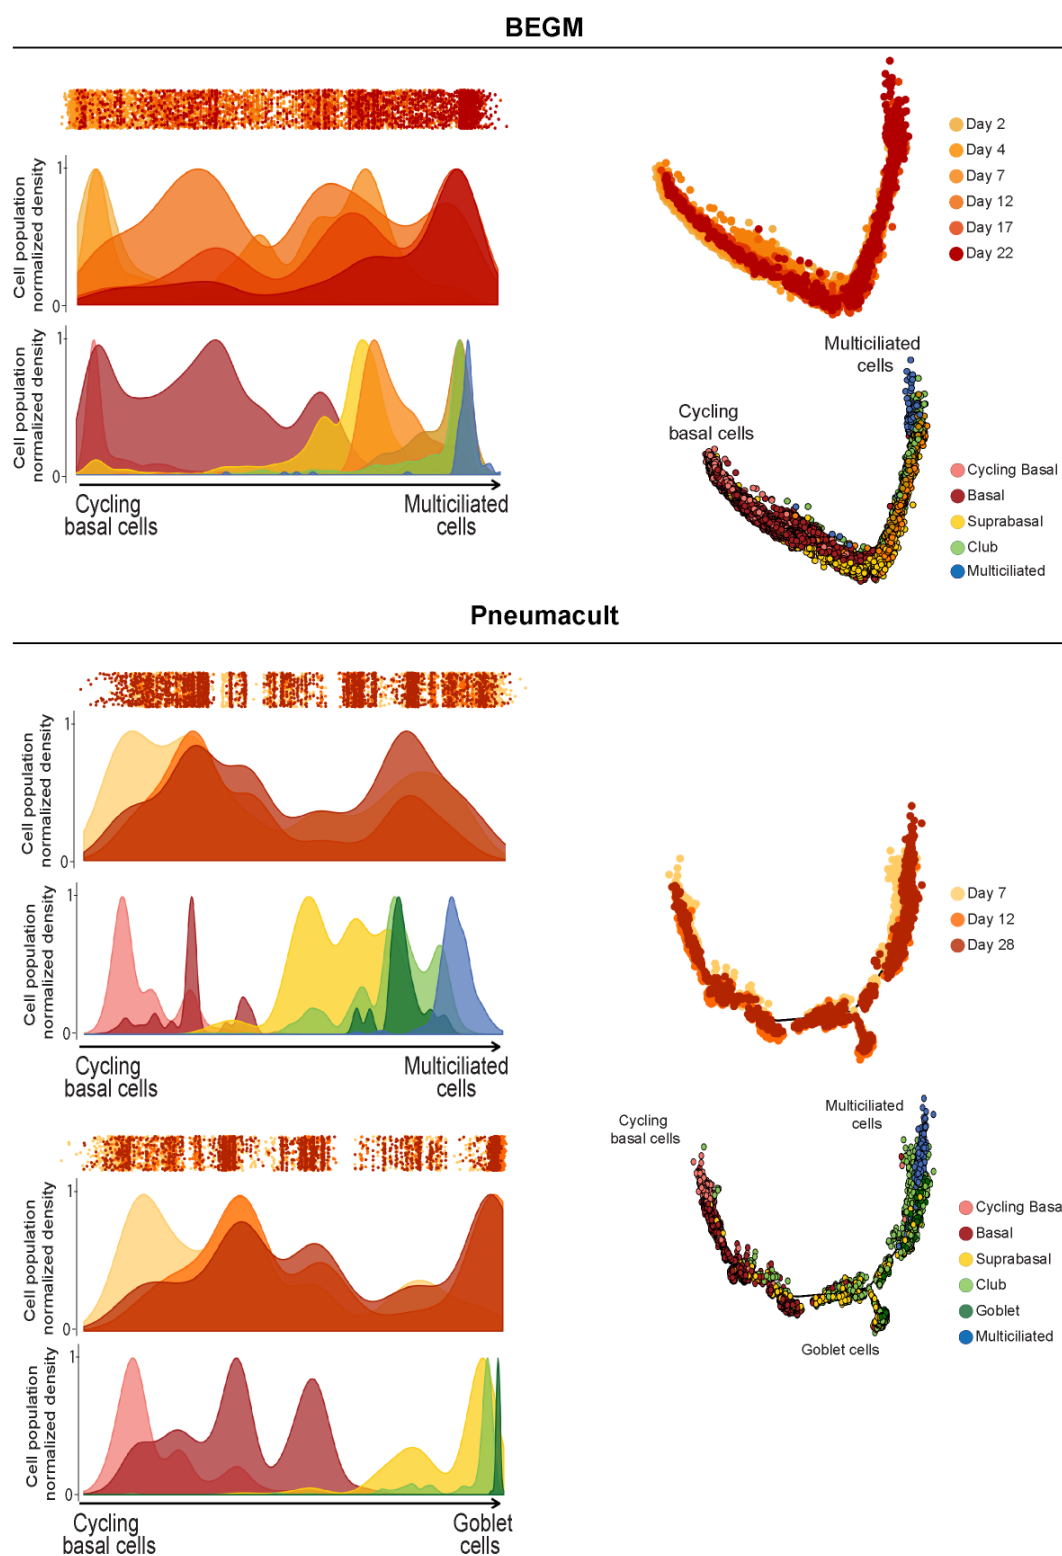 BEGM
Cell population
normalized density
1
0
Day 2
Day 4
Day 7
Day 12
Day 17
Day 22
Cell population
normalized density
1
0
Cycling
basal cells
Multiciliated
cells
Multiciliated
cells
Cycling
basal cells
Cycling Basal
Basal
Suprabasal
Club
Multiciliated
Pneumacult
Cell population
normalized density
1
0
Day 7
Day 12
Day 28
Cell population
normalized density
1
0
Cycling
basal cells
Multiciliated
cells
Cell population
normalized density
1
0
Cycling
basal cells
Multiciliated
cells
Goblet cells
Cycling Basa
Basal
Suprabasal
Club
Goblet
Multiciliated
Cell population
normalized density
1
0
Cycling
basal cells
Goblet
cells